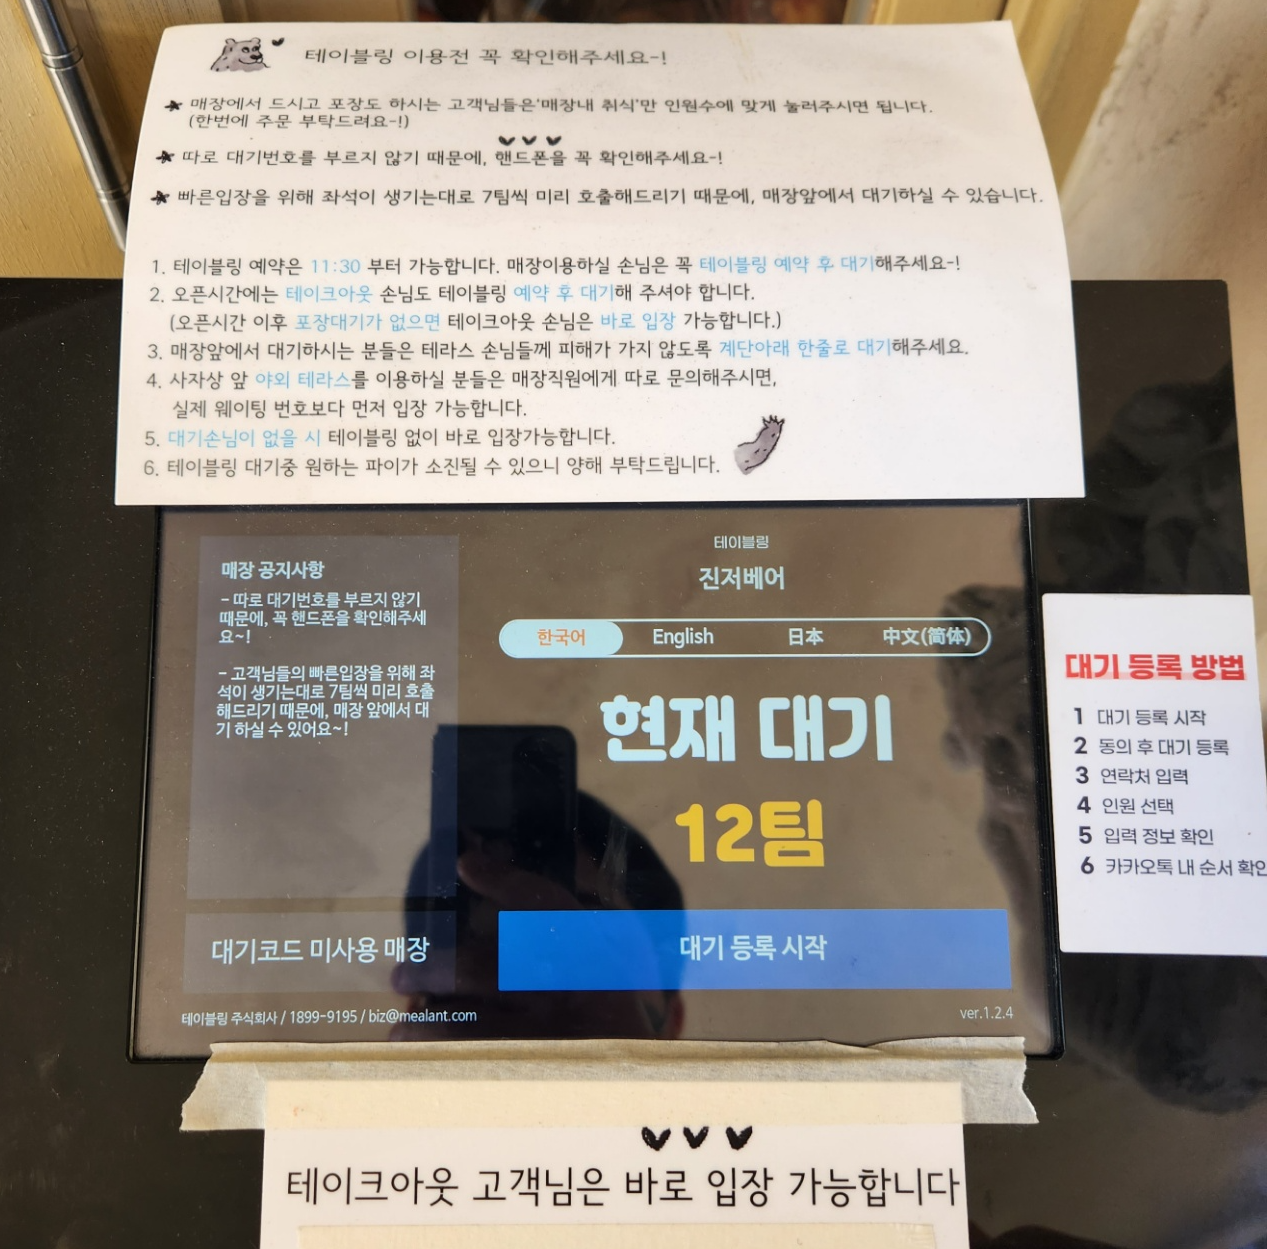 테이블링 이용전 꼭 확인해주세요~!
매장에서 드시고 포장도 하시는 고객님들은'매장내 취식'만 인원수에 맞게 눌러주시면 됩니다.
(한번에 주문 부탁드려요~!)
따로 대기번호를 부르지 않기 때문에, 핸드폰을 꼭 확인해주세요~!
빠른입장을 위해 좌석이 생기는대로 7팀씩 미리 호출해드리기 때문에, 매장앞에서 대기하실 수 있습니다.
1. 테이블링 예약은 11:30 부터 가능합니다. 매장이용하실 손님은 꼭 테이블링 예약 후 대기해주세요~!
2. 오픈시간에는 테이크아웃 손님도 테이블링 예약 후 대기해 주셔야 합니다.
(오픈시간 이후 포장대기가 없으면 테이크아웃 손님은 바로 입장 가능합니다.)
3. 매장앞에서 대기하시는 분들은 테라스 손님들께 피해가 가지 않도록 계단아래 한줄로 대기해주세요.
4. 사자상 앞 야외 테라스를 이용하실 분들은 매장직원에게 따로 문의해주시면,
실제 웨이팅 번호보다 먼저 입장 가능합니다.
5. 대기손님이 없을 시 테이블링 없이 바로 입장가능합니다.
6. 테이블링 대기중 원하는 파이가 소진될 수 있으니 양해 부탁드립니다.
매장 공지사항
- 따로 대기번호를 부르지 않기
때문에, 꼭 핸드폰을 확인해주세
요~!
- 고객님들의 빠른입장을 위해 좌
석이 생기는대로 7팀씩 미리 호출
해드리기 때문에, 매장 앞에서 대
기 하실 수 있어요~!
대기코드 미사용 매장
테이블링 주식회사 / 1899-9195 / biz@mealant.com
테이블링
진저베어
한국어 English 日本 中文(简体)
현재 대기
12팀
대기 등록 시작
ver.1.2.4
대기 등록 방법
1 대기 등록 시작
2 동의 후 대기 등록
3 연락처 입력
4 인원 선택
5 입력 정보 확인
6 카카오톡 내 순서 확인
테이크아웃 고객님은 바로 입장 가능합니다